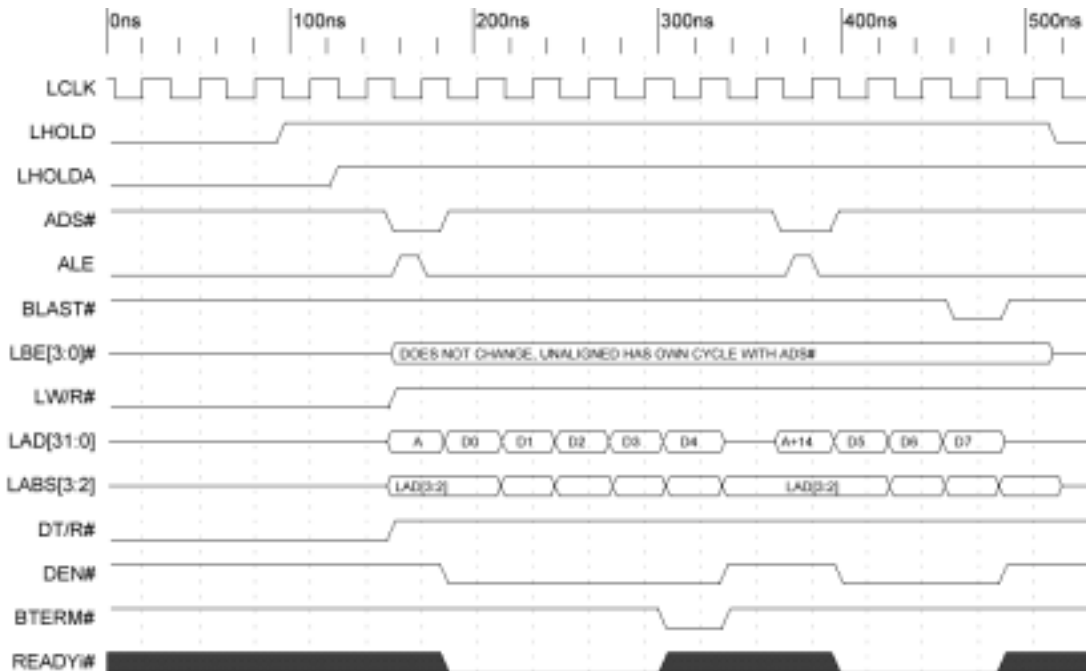 0ns 100ns 200ns 300ns 400ns 500ns
LCLK
LHOLD
LHOLDA
ADS#
ALE
BLAST#
LBE[3:0]# DOES NOT CHANGE, UNALIGNED HAS OWN CYCLE WITH ADS#
LW/R#
LAD[31:0] A D0 D1 D2 D3 D4 A+14 D5 D6 D7
LABS[3:2] LAD[3:2] LAD[3:2]
DT/R#
DEN#
BTERM#
READYi#